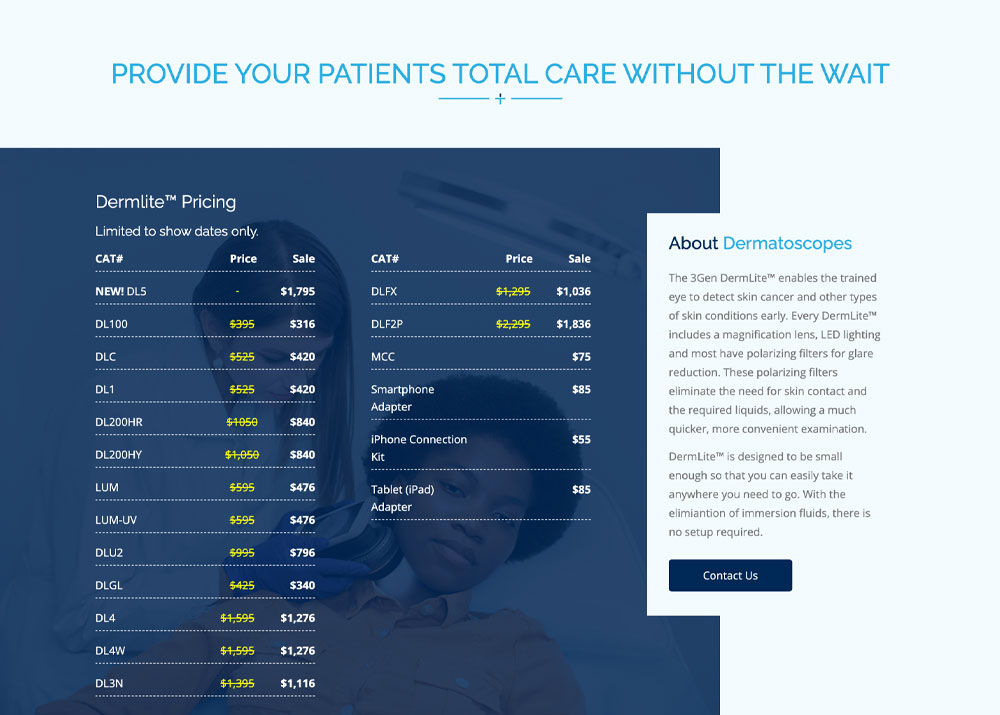 PROVIDE YOUR PATIENTS TOTAL CARE WITHOUT THE WAIT
Dermlite™ Pricing
Limited to show dates only.
CAT# Price Sale
NEW! DL5 - $1,795
DL100 $395 $316
DLC $525 $420
DL1 $525 $420
DL200HR $1050 $840
DL200HY $1,050 $840
LUM $595 $476
LUM-UV $595 $476
DLU2 $995 $796
DLGL $425 $340
DL4 $1,595 $1,276
DL4W $1,595 $1,276
DL3N $1,395 $1,116
CAT# Price Sale
DLFX $1,295 $1,036
DLF2P $2,295 $1,836
MCC $75
Smartphone $85
Adapter
iPhone Connection $55
Kit
Tablet (iPad) $85
Adapter
About Dermatoscopes
The 3Gen DermLite™ enables the trained
eye to detect skin cancer and other types
of skin conditions early. Every DermLite™
includes a magnification lens, LED lighting
and most have polarizing filters for glare
reduction. These polarizing filters
eliminate the need for skin contact and
the required liquids, allowing a much
quicker, more convenient examination.
DermLite™ is designed to be small
enough so that you can easily take it
anywhere you need to go. With the
elimiantion of immersion fluids, there is
no setup required.
Contact Us